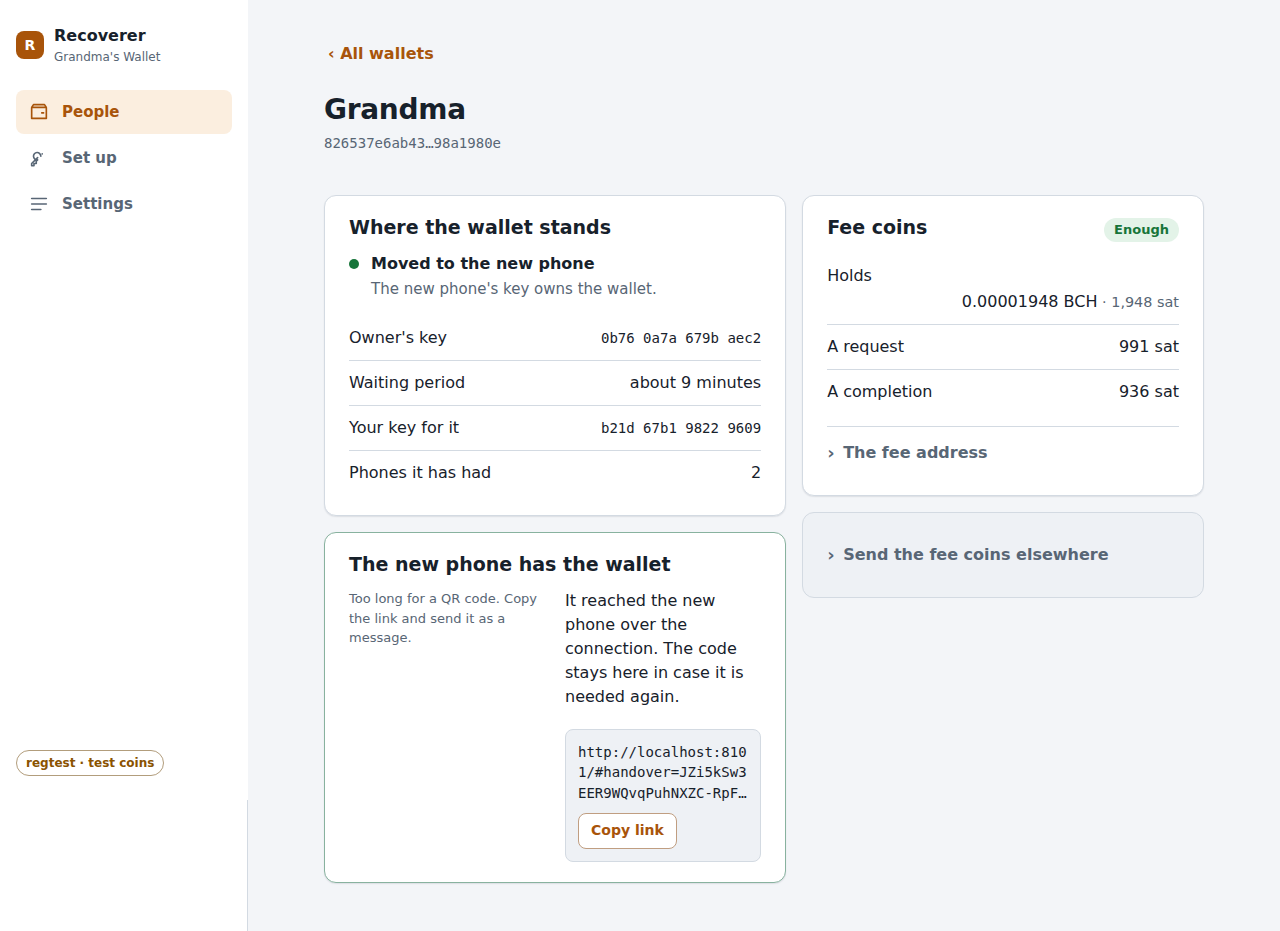 R
Recoverer
Grandma's Wallet
People
Set up
Settings
regtest · test coins
‹ All wallets
Grandma
826537e6ab43…98a1980e
Where the wallet stands
Moved to the new phone
The new phone's key owns the wallet.
Owner's key 0b76 0a7a 679b aec2
Waiting period about 9 minutes
Your key for it b21d 67b1 9822 9609
Phones it has had 2
The new phone has the wallet
Too long for a QR code. Copy
the link and send it as a
message.
It reached the new
phone over the
connection. The code
stays here in case it is
needed again.
http://localhost:810
1/#handover=JZi5kSw3
EER9WQvqPuhNXZC-RpF…
Copy link
Fee coins Enough
Holds
0.00001948 BCH · 1,948 sat
A request 991 sat
A completion 936 sat
› The fee address
› Send the fee coins elsewhere